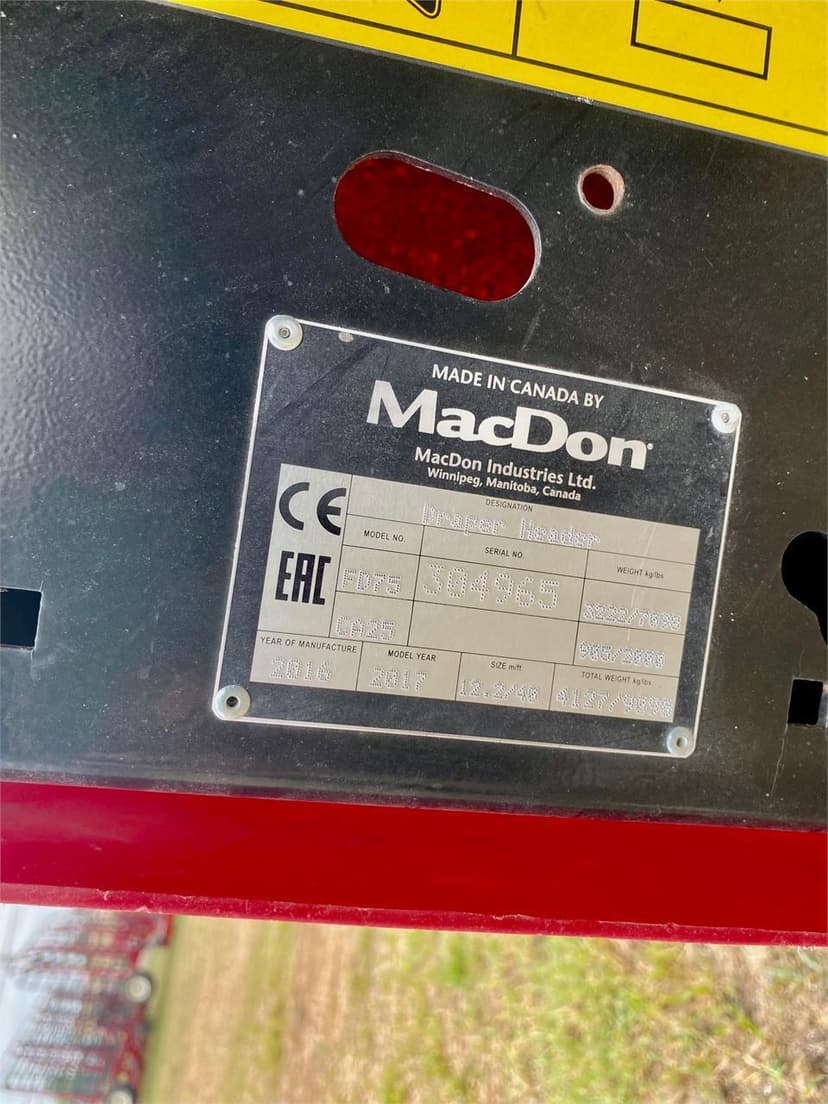 MADE IN CANADA BY
MacDon®
MacDon Industries Ltd.
Winnipeg, Manitoba, Canada
CE
EAC
DESIGNATION
Draper Header
MODEL NO.
SERIAL NO.
WEIGHT kg/lbs
FD75
304965
3222/7098
CA25
905/2000
YEAR OF MANUFACTURE
MODEL YEAR
SIZE m/ft
TOTAL WEIGHT kg/lbs
2016
2017
12.2/40
4127/9098